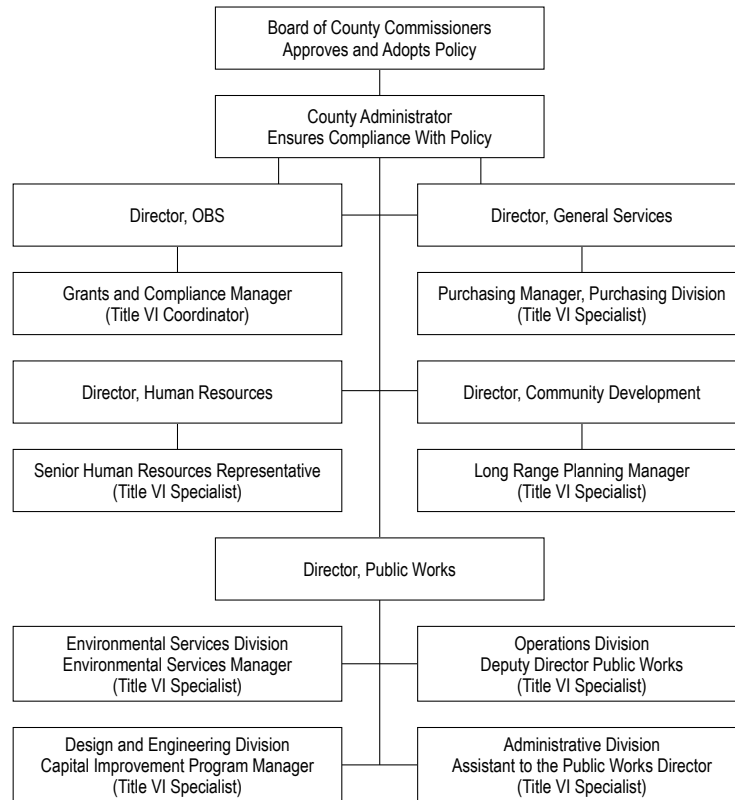 Board of County Commissioners
Approves and Adopts Policy
County Administrator
Ensures Compliance With Policy
Director, OBS
Director, General Services
Grants and Compliance Manager
(Title VI Coordinator)
Purchasing Manager, Purchasing Division
(Title VI Specialist)
Director, Human Resources
Director, Community Development
Senior Human Resources Representative
(Title VI Specialist)
Long Range Planning Manager
(Title VI Specialist)
Director, Public Works
Environmental Services Division
Environmental Services Manager
(Title VI Specialist)
Operations Division
Deputy Director Public Works
(Title VI Specialist)
Design and Engineering Division
Capital Improvement Program Manager
(Title VI Specialist)
Administrative Division
Assistant to the Public Works Director
(Title VI Specialist)